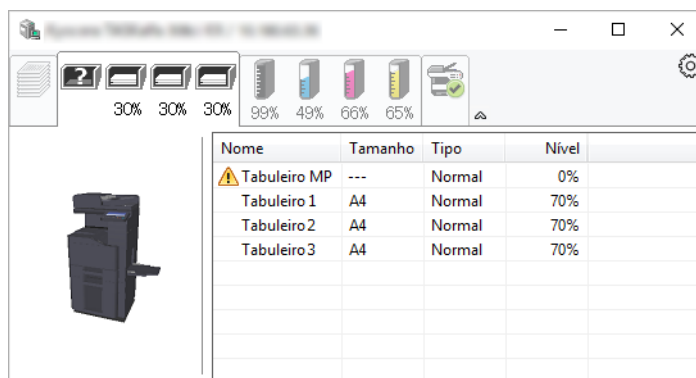 ?
30% 30% 30% 99% 49% 66% 65%
Nome Tamanho Tipo Nível
Tabuleiro MP --- Normal 0%
Tabuleiro 1 A4 Normal 70%
Tabuleiro 2 A4 Normal 70%
Tabuleiro 3 A4 Normal 70%